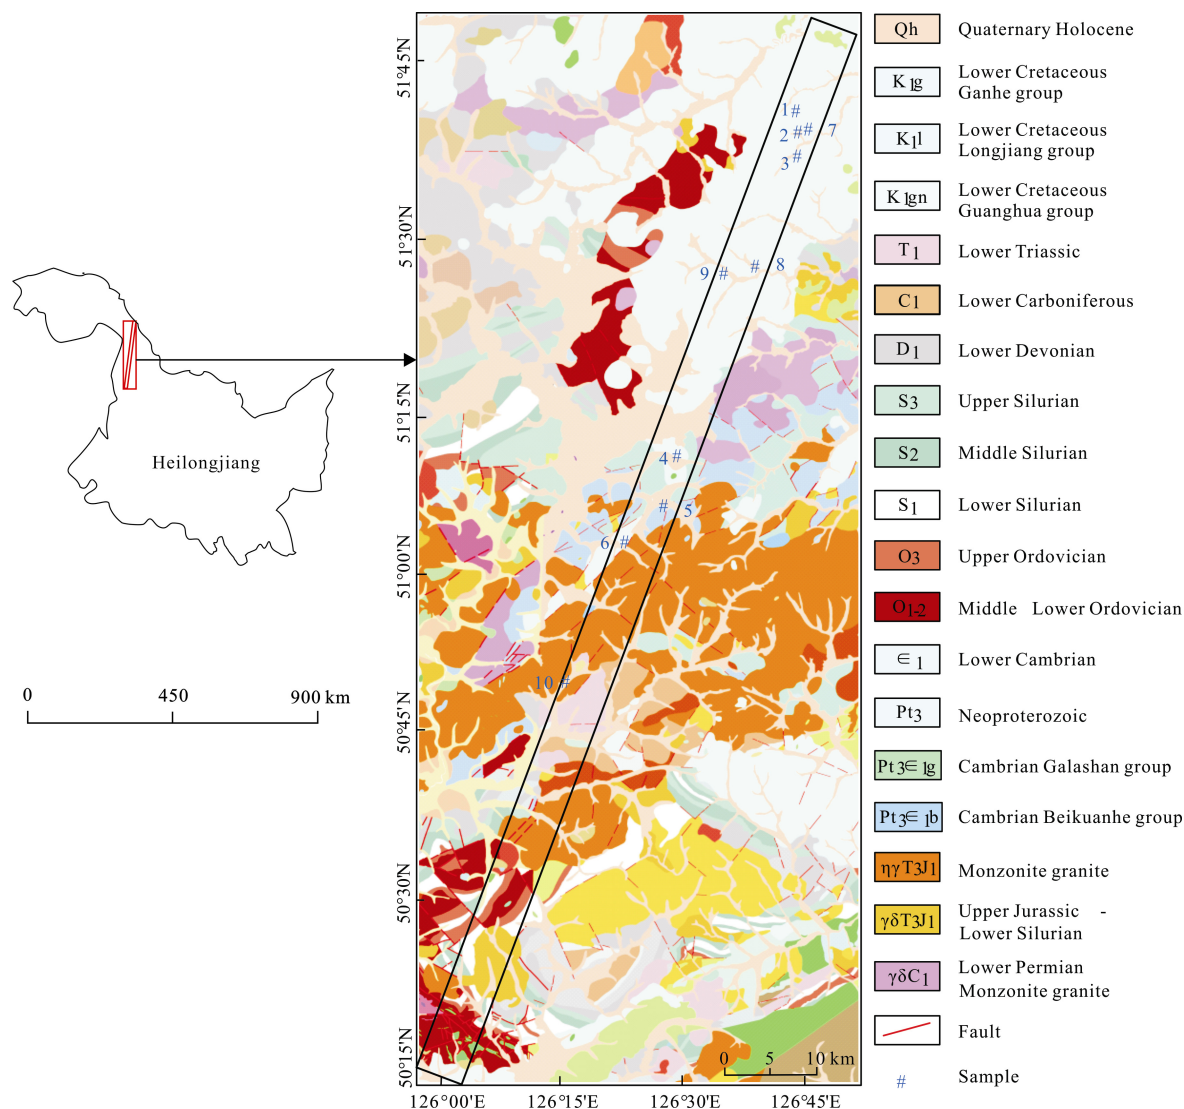 Heilongjiang
0 450 900 km
51°45'N
51°30'N
51°15'N
51°00'N
50°45'N
50°30'N
50°15'N
126°00'E 126°15'E 126°30'E 126°45'E
1 #
2 # # 7
3 #
9 # # 8
4 #
# 5
6 #
10 #
0 5 10 km
Qh Quaternary Holocene
K1g Lower Cretaceous
Ganhe group
K1l Lower Cretaceous
Longjiang group
K1gn Lower Cretaceous
Guanghua group
T1 Lower Triassic
C1 Lower Carboniferous
D1 Lower Devonian
S3 Upper Silurian
S2 Middle Silurian
S1 Lower Silurian
O3 Upper Ordovician
O1-2 Middle Lower Ordovician
∈1 Lower Cambrian
Pt3 Neoproterozoic
Pt3∈1g Cambrian Galashan group
Pt3∈1b Cambrian Beikuanhe group
ηγT3J1 Monzonite granite
γδT3J1 Upper Jurassic -
Lower Silurian
γδC1 Lower Permian
Monzonite granite
Fault
# Sample